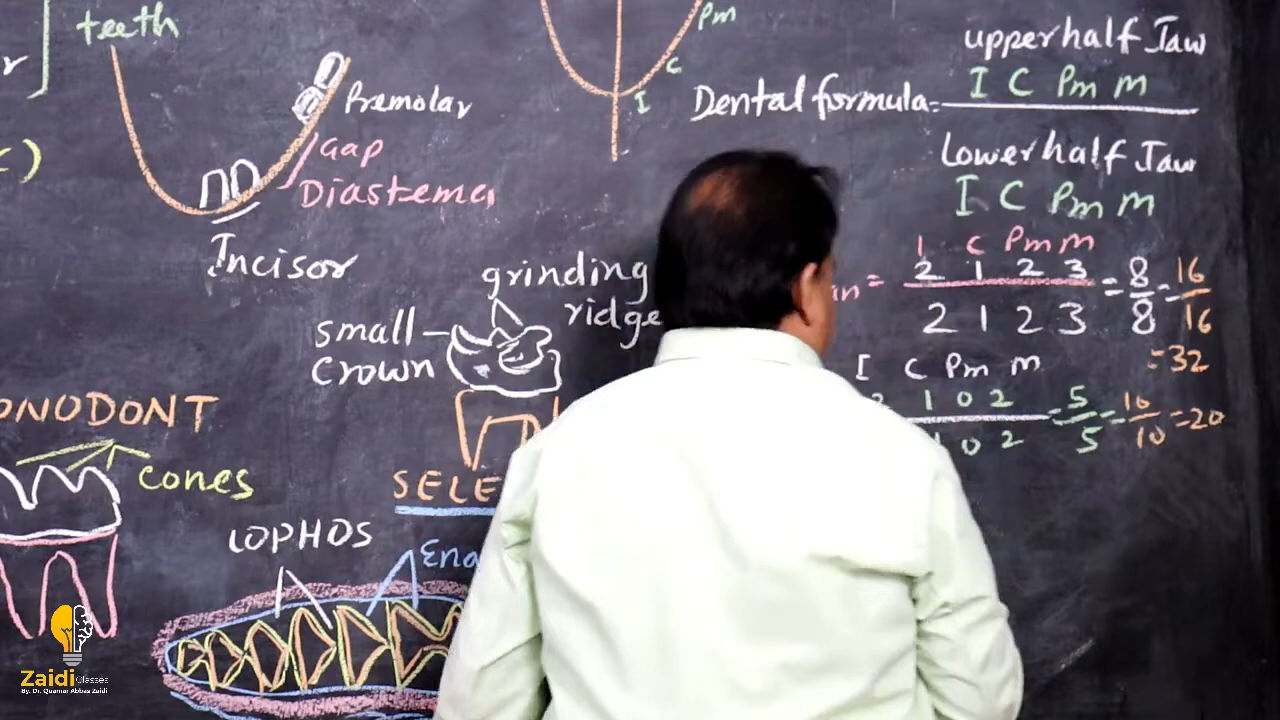 teeth
Premolar
Gap
Diastema
Incisor
Pm
C
I
Dental formula =
upper half Jaw
I C Pm m
Lower half Jaw
I C Pm m
I C Pm m
2 1 2 3
2 1 2 3
= 8/8 = 16/16
= 32
I C Pm m
2 1 0 2
1 0 2
= 5/5 = 10/10 = 20
grinding
ridge
small
crown
ONODONT
cones
SELE
LOPHOS
Ena
Zaidi Classes
By. Dr. Quamar Abbas Zaidi